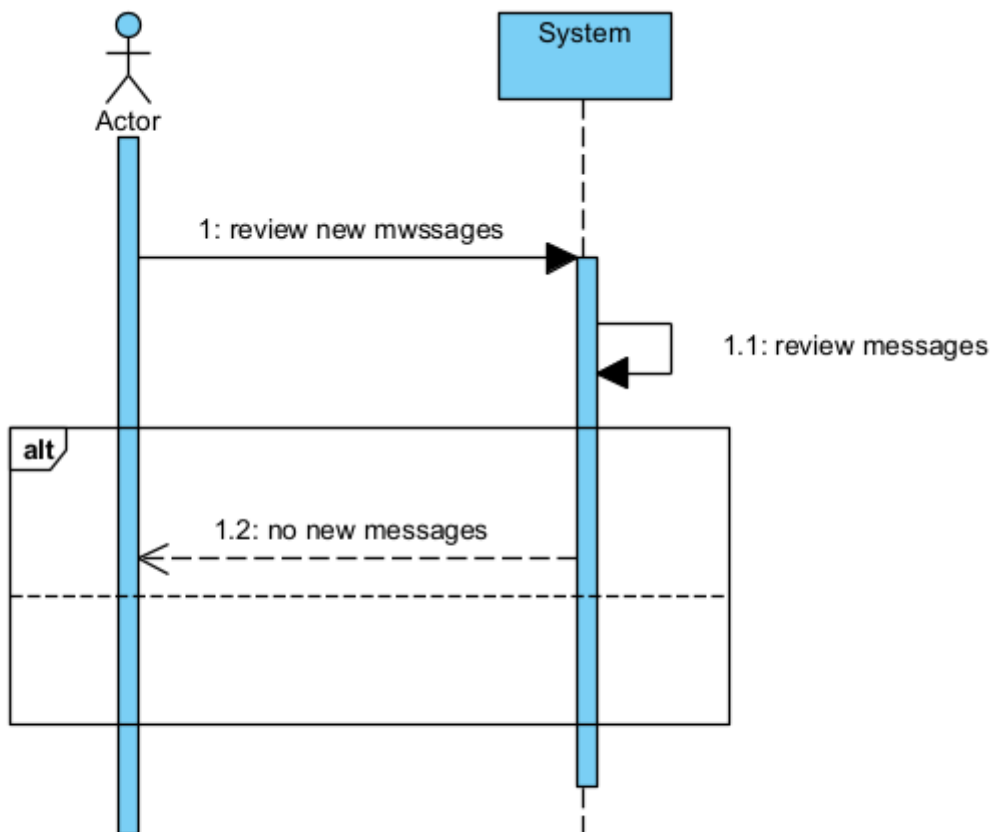 System
Actor
1: review new mwssages
1.1: review messages
alt
1.2: no new messages